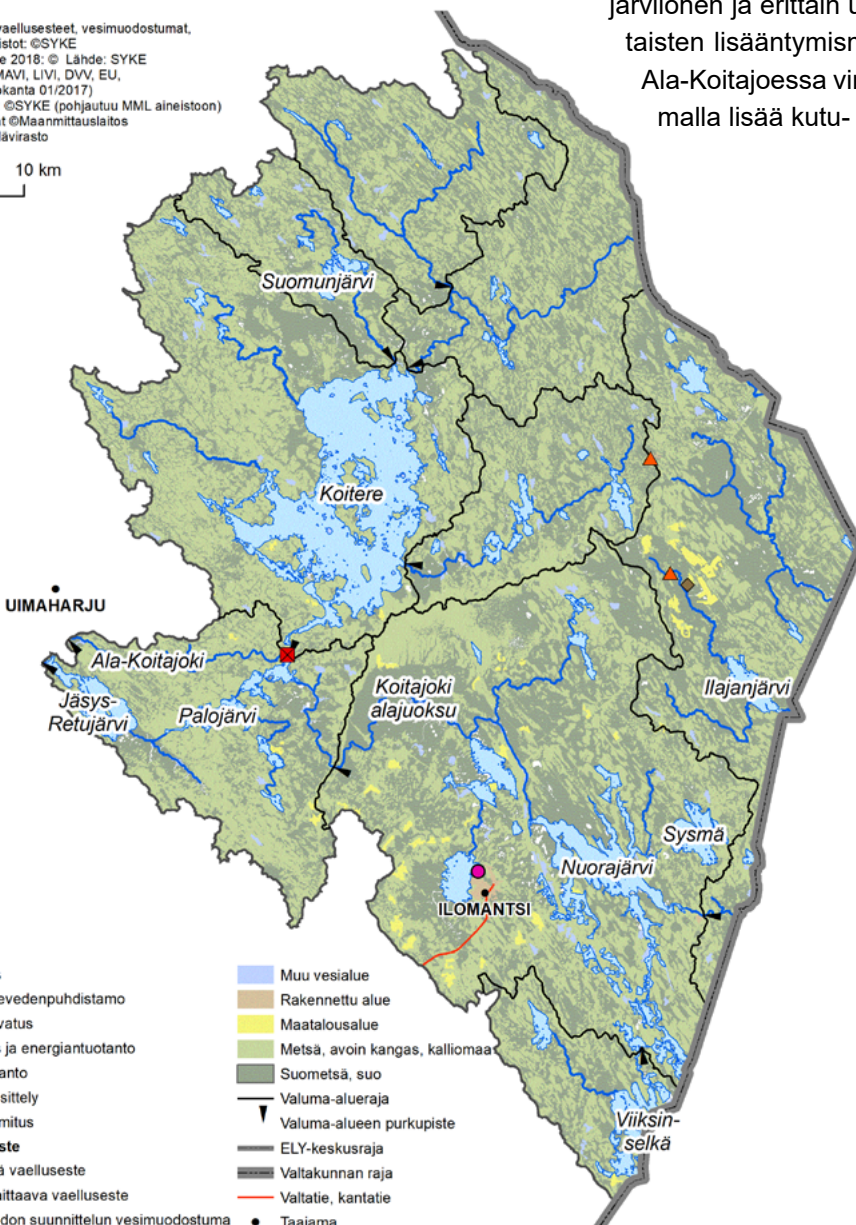 vaellusesteet, vesimuodostumat,
istot: ©SYKE
e 2018: © Lähde: SYKE
MAVI, LIVI, DVV, EU,
okanta 01/2017)
©SYKE (pohjautuu MML aineistoon)
t ©Maanmittauslaitos
lävirasto
10 km
järvilohen ja erittäin u
taisten lisääntymisn
Ala-Koitajoessa vir
malla lisää kutu-
Suomunjärvi
Koitere
UIMAHARJU
Ala-Koitajoki
Jäsys-
Retujärvi
Palojärvi
Koitajoki
alajuoksu
Ilajanjärvi
Sysmä
Nuorajärvi
ILOMANTSI
Viiksin-
selkä
s
evedenpuhdistamo
vatus
s ja energiantuotanto
anto
sittely
mitus
ste
ä vaelluseste
ittaava vaelluseste
don suunnittelun vesimuodostuma
Muu vesialue
Rakennettu alue
Maatalousalue
Metsä, avoin kangas, kalliomaa
Suometsä, suo
Valuma-alueraja
Valuma-alueen purkupiste
ELY-keskusraja
Valtakunnan raja
Valtatie, kantatie
Taajama